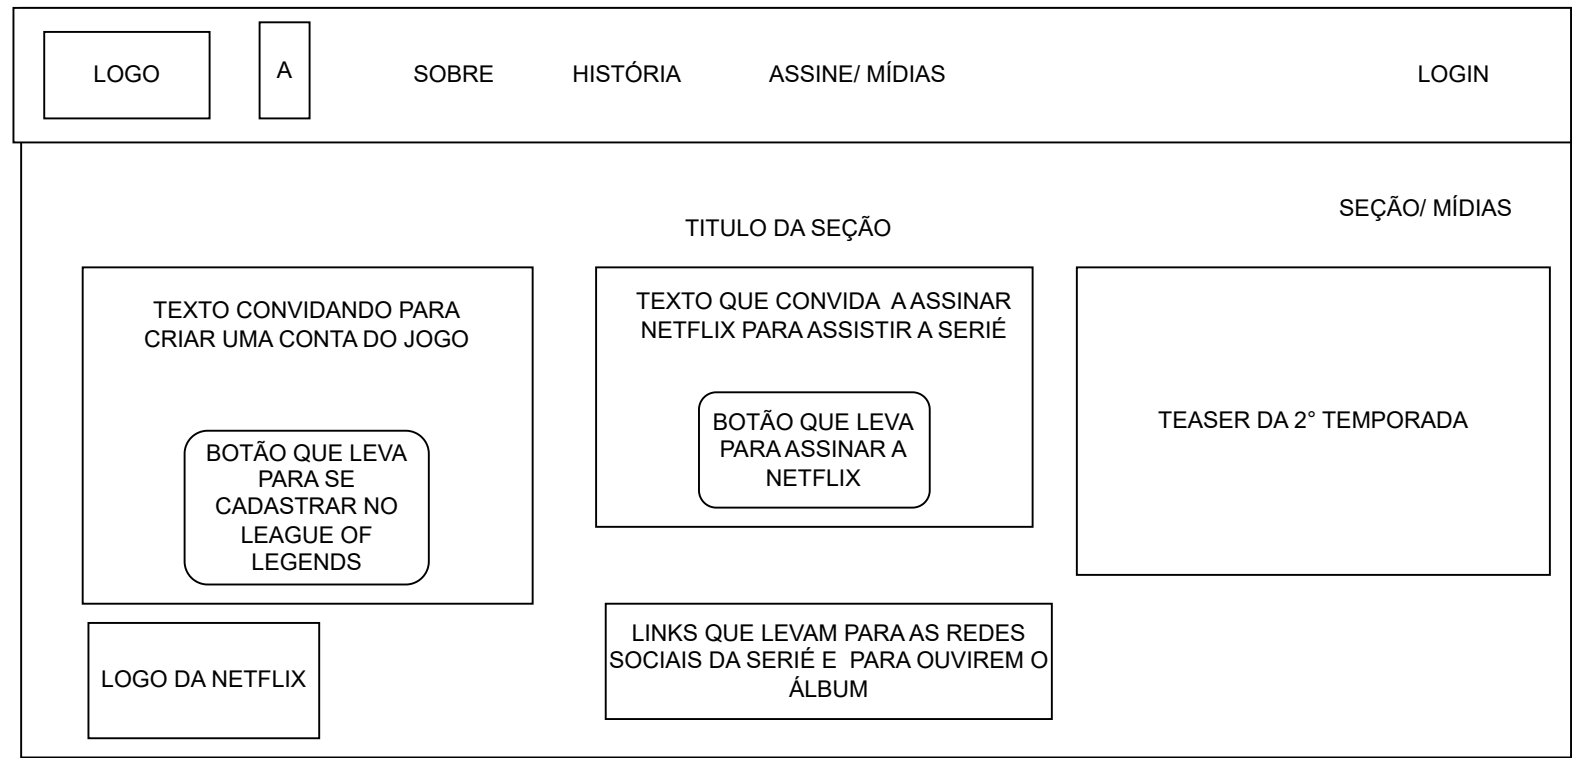 LOGO
A
SOBRE
HISTÓRIA
ASSINE/ MÍDIAS
LOGIN
SEÇÃO/ MÍDIAS
TITULO DA SEÇÃO
TEXTO CONVIDANDO PARA
CRIAR UMA CONTA DO JOGO
BOTÃO QUE LEVA
PARA SE
CADASTRAR NO
LEAGUE OF
LEGENDS
TEXTO QUE CONVIDA A ASSINAR
NETFLIX PARA ASSISTIR A SERIÉ
BOTÃO QUE LEVA
PARA ASSINAR A
NETFLIX
TEASER DA 2° TEMPORADA
LOGO DA NETFLIX
LINKS QUE LEVAM PARA AS REDES
SOCIAIS DA SERIÉ E PARA OUVIREM O
ÁLBUM